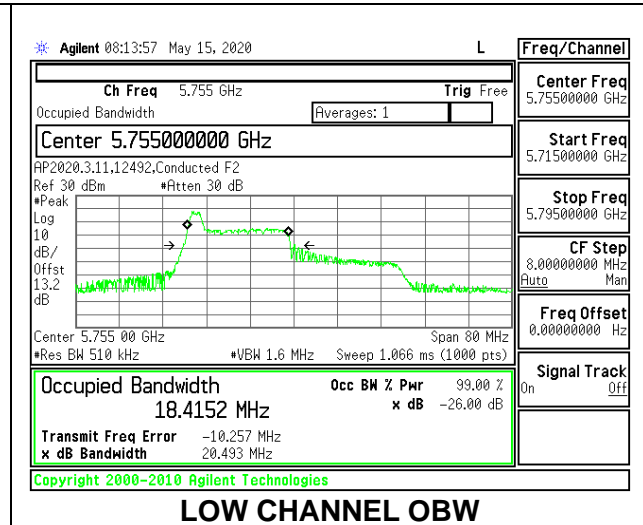 Agilent 08:13:57 May 15, 2020 L
Freq/Channel
Ch Freq 5.755 GHz Trig Free
Occupied Bandwidth Averages: 1
Center 5.755000000 GHz
AP2020.3.11,12492,Conducted F2
Ref 30 dBm #Atten 30 dB
#Peak
Log
10
dB/
Offst
13.2
dB
Center 5.755 00 GHz Span 80 MHz
#Res BW 510 kHz #VBW 1.6 MHz Sweep 1.066 ms (1000 pts)
Occupied Bandwidth Occ BW % Pwr 99.00 %
18.4152 MHz x dB -26.00 dB
Transmit Freq Error -10.257 MHz
x dB Bandwidth 20.493 MHz
Center Freq
5.75500000 GHz
Start Freq
5.71500000 GHz
Stop Freq
5.79500000 GHz
CF Step
8.00000000 MHz
Auto Man
Freq Offset
0.00000000 Hz
Signal Track
On Off
Copyright 2000-2010 Agilent Technologies
LOW CHANNEL OBW